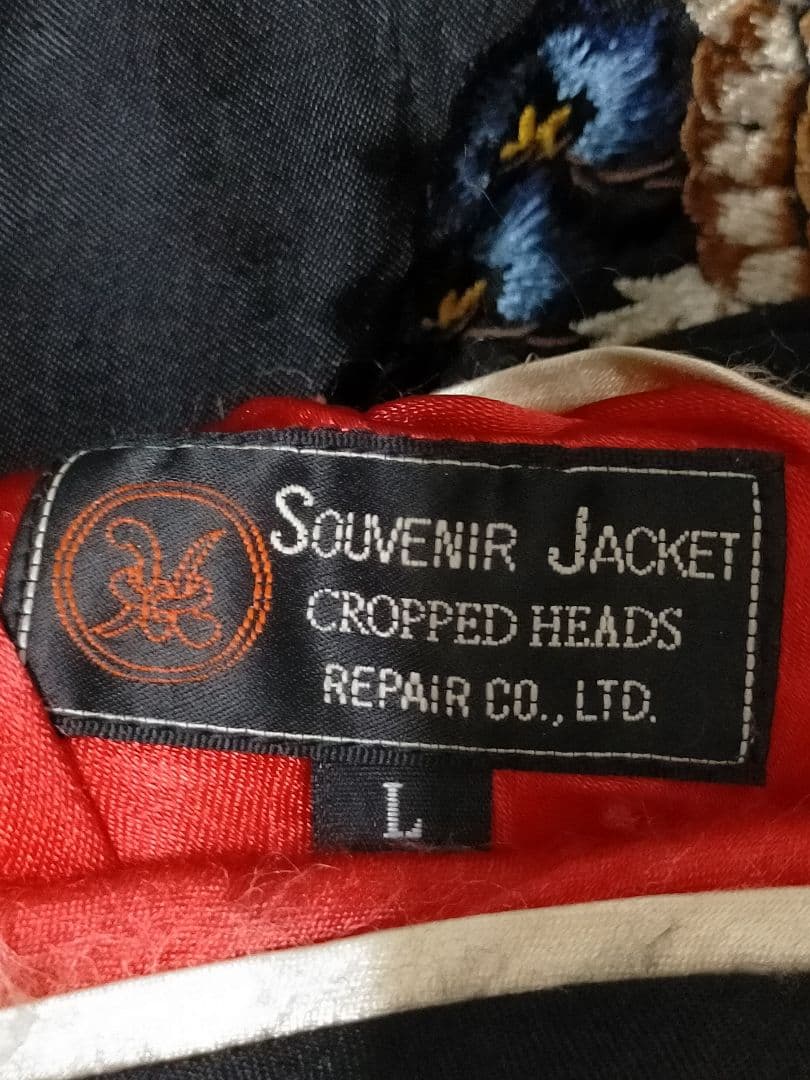 SOUVENIR JACKET
CROPPED HEADS
REPAIR CO., LTD.
L